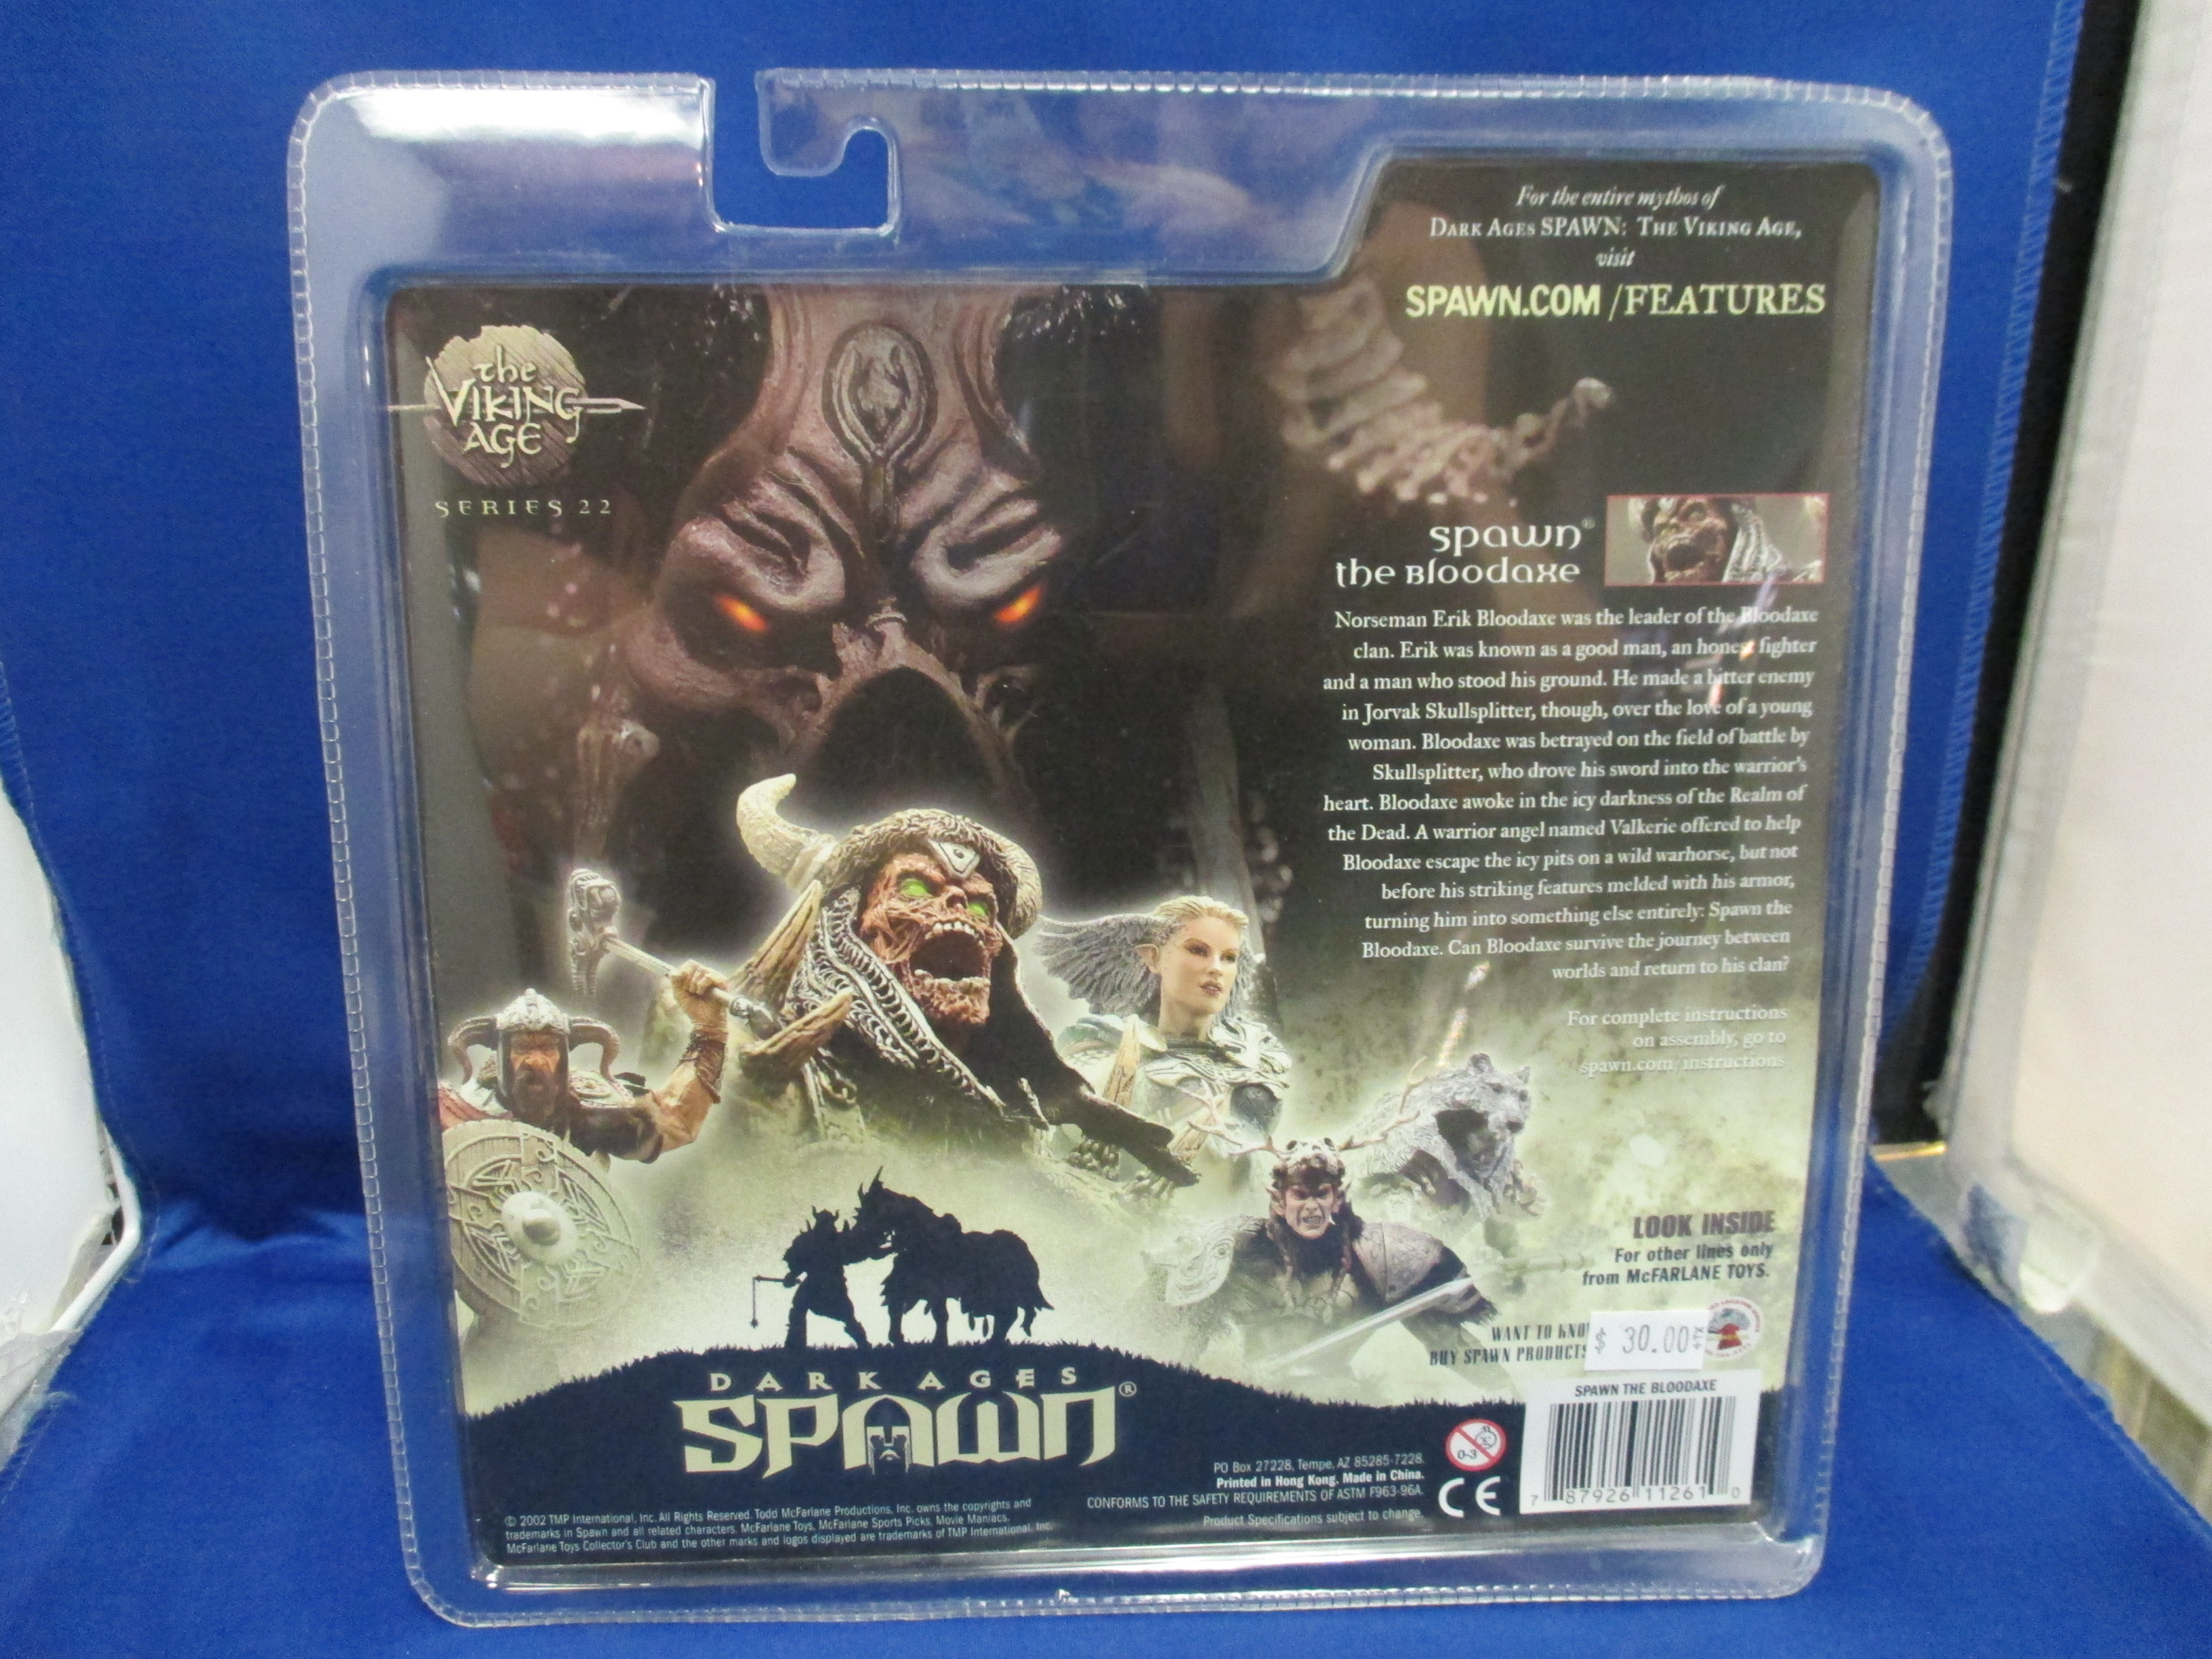 For the entire mythos of
DARK AGES SPAWN: THE VIKING AGE,
visit
SPAWN.COM /FEATURES
the
VIKING
AGE
SERIES 22
spawn®
the Bloodaxe
Norseman Erik Bloodaxe was the leader of the Bloodaxe
clan. Erik was known as a good man, an honest fighter
and a man who stood his ground. He made a bitter enemy
in Jorvak Skullsplitter, though, over the love of a young
woman. Bloodaxe was betrayed on the field of battle by
Skullsplitter, who drove his sword into the warrior's
heart. Bloodaxe awoke in the icy darkness of the Realm of
the Dead. A warrior angel named Valkerie offered to help
Bloodaxe escape the icy pits on a wild warhorse, but not
before his striking features melded with his armor,
turning him into something else entirely: Spawn the
Bloodaxe. Can Bloodaxe survive the journey between
worlds and return to his clan?
For complete instructions
on assembly, go to
spawn.com/instructions
LOOK INSIDE
For other lines only
from McFARLANE TOYS.
WANT TO KNO
BUY SPAWN PRODUCTS
$ 30.00+TX
SPAWN THE BLOODAXE
7 87926 11261 0
DARK AGES
SPAWN®
0-3
CE
PO Box 27228, Tempe, AZ 85285-7228.
Printed in Hong Kong. Made in China.
CONFORMS TO THE SAFETY REQUIREMENTS OF ASTM F963-96A.
Product Specifications subject to change.
© 2002 TMP International, Inc. All Rights Reserved. Todd McFarlane Productions, Inc. owns the copyrights and
trademarks in Spawn and all related characters. McFarlane Toys, McFarlane Sports Picks, Movie Maniacs,
McFarlane Toys Collector's Club and the other marks and logos displayed are trademarks of TMP International, Inc.